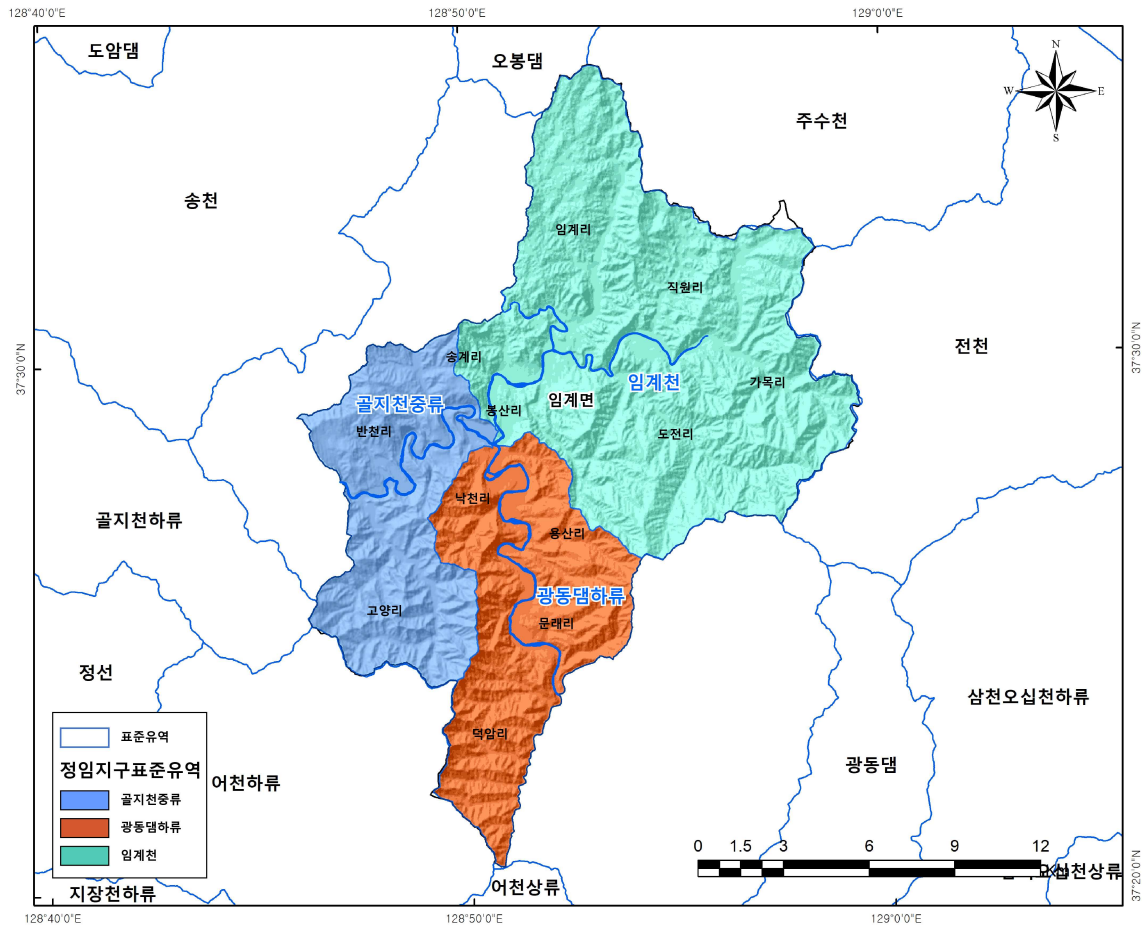 128°40'0"E
128°50'0"E
129°0'0"E
도암댐
오봉댐
N
W
E
S
주수천
송천
임계리
직원리
37°30'0"N
37°30'0"N
전천
송계리
가목리
임계천
골지천중류
봉산리
임계면
반천리
도전리
낙천리
골지천하류
용산리
광동댐하류
고양리
문래리
정선
삼천오십천하류
덕암리
광동댐
어천하류
표준유역
정임지구표준유역
골지천중류
광동댐하류
임계천
0
1.5
3
6
9
12
십천상류
어천상류
지장천하류
37°20'0"N
128°40'0"E
128°50'0"E
129°0'0"E